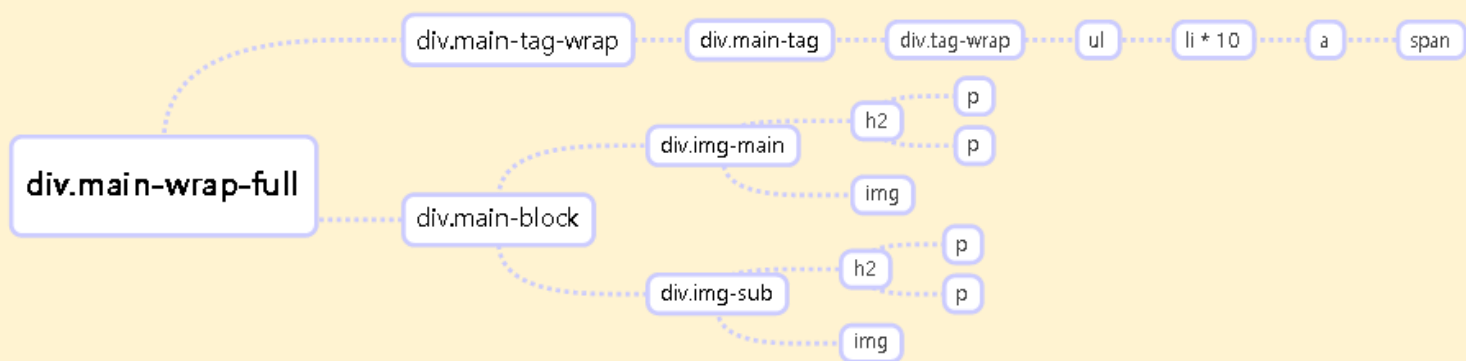 div.main-wrap-full
div.main-tag-wrap
div.main-tag
div.tag-wrap
ul
li * 10
a
span
div.main-block
div.img-main
h2
p
p
img
div.img-sub
h2
p
p
img